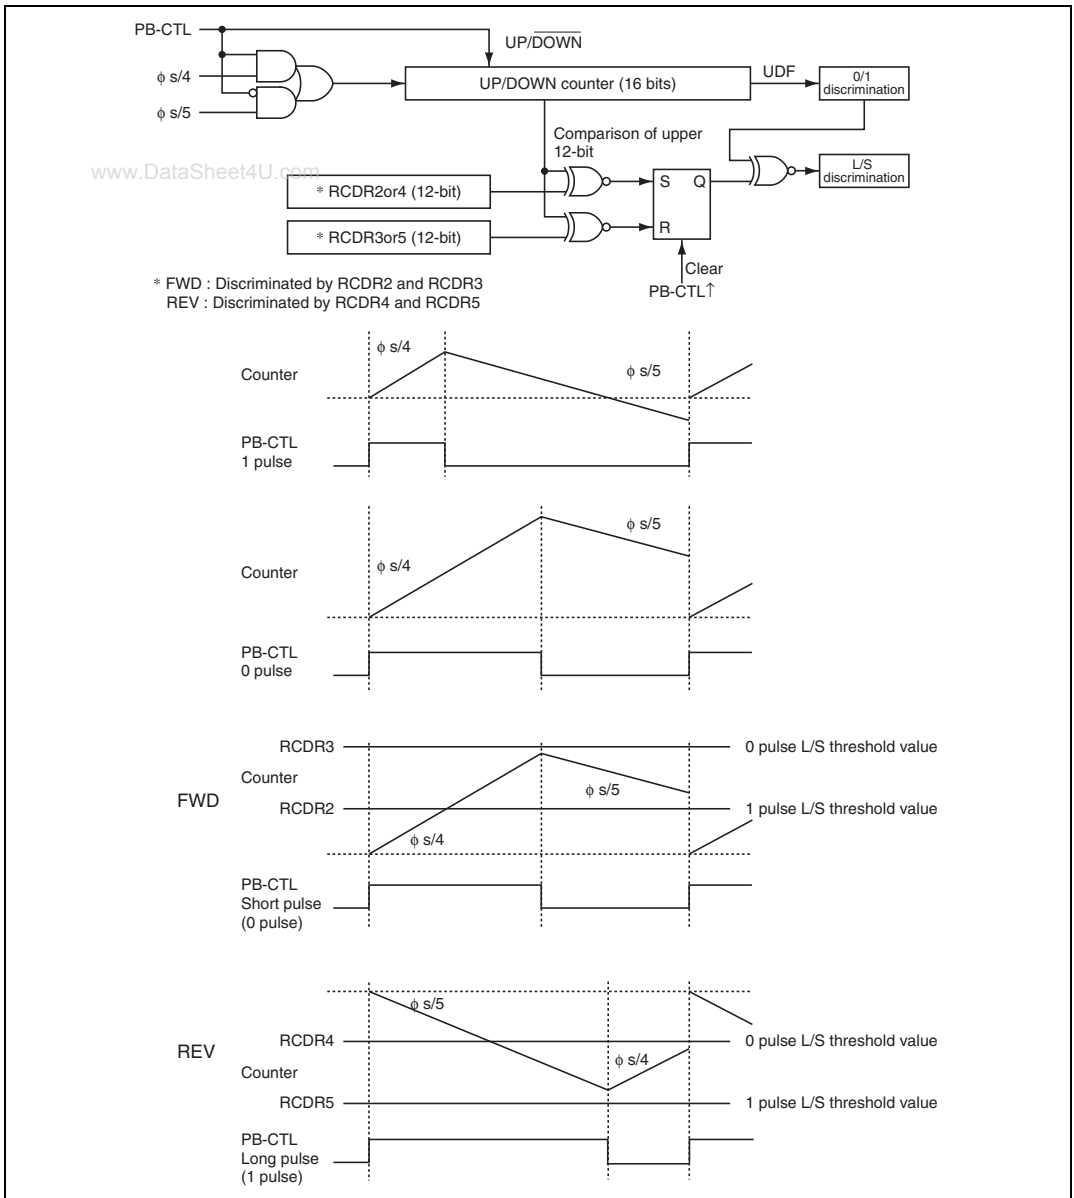 PB-CTL
UP/DOWN
φ s/4
UP/DOWN counter (16 bits)
UDF
0/1
discrimination
φ s/5
Comparison of upper
12-bit
www.DataSheet4U.com
* RCDR2or4 (12-bit)
S Q
L/S
discrimination
* RCDR3or5 (12-bit)
R
Clear
PB-CTL↑
* FWD : Discriminated by RCDR2 and RCDR3
REV : Discriminated by RCDR4 and RCDR5
φ s/4
Counter
φ s/5
PB-CTL
1 pulse
φ s/5
φ s/4
Counter
PB-CTL
0 pulse
RCDR3
0 pulse L/S threshold value
Counter
φ s/5
FWD
RCDR2
1 pulse L/S threshold value
φ s/4
PB-CTL
Short pulse
(0 pulse)
φ s/5
RCDR4
0 pulse L/S threshold value
REV
φ s/4
Counter
RCDR5
1 pulse L/S threshold value
PB-CTL
Long pulse
(1 pulse)